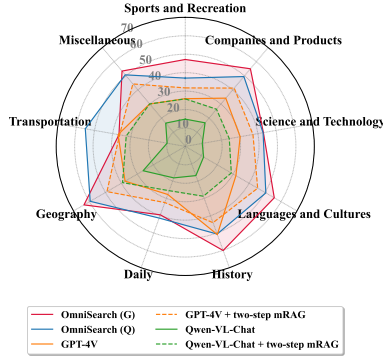 Sports and Recreation
70
60
50
40
30
20
10
0
Miscellaneous
Companies and Products
Transportation
Science and Technology
Geography
Languages and Cultures
Daily
History
OmniSearch (G)
OmniSearch (Q)
GPT-4V
GPT-4V + two-step mRAG
Qwen-VL-Chat
Qwen-VL-Chat + two-step mRAG